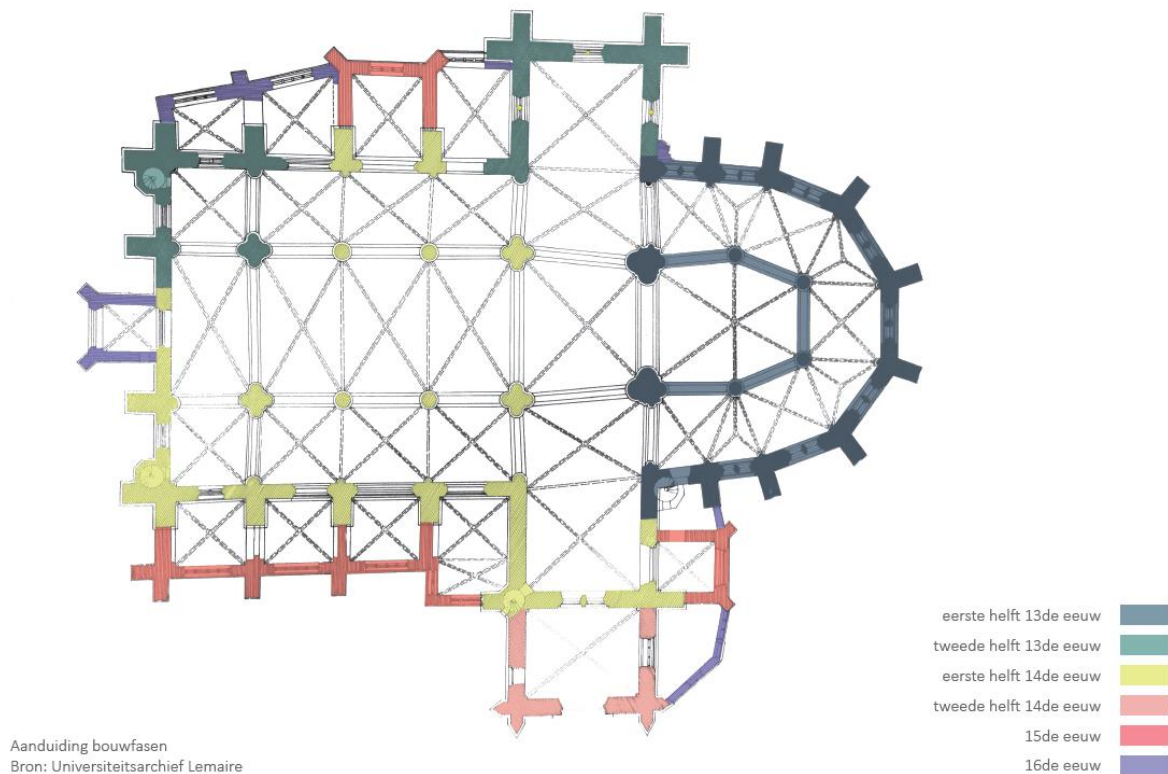 eerste helft 13de eeuw
tweede helft 13de eeuw
eerste helft 14de eeuw
tweede helft 14de eeuw
15de eeuw
16de eeuw
Aanduiding bouwfasen
Bron: Universiteitsarchief Lemaire